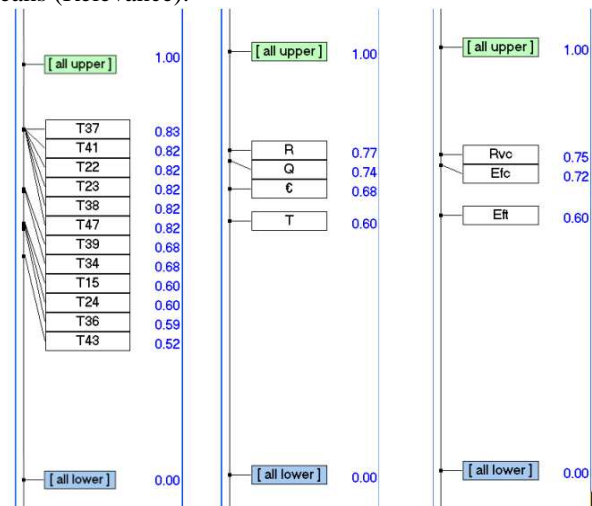 eans (Relevance).
[ all upper ] 1.00
T37 0.83
T41 0.82
T22 0.82
T23 0.82
T38 0.82
T47 0.82
T39 0.68
T34 0.68
T15 0.60
T24 0.60
T36 0.59
T43 0.52
[ all lower ] 0.00
[ all upper ] 1.00
R 0.77
Q 0.74
€ 0.68
T 0.60
[ all lower ] 0.00
[ all upper ] 1.00
Rvc 0.75
Efc 0.72
Eft 0.60
[ all lower ] 0.00